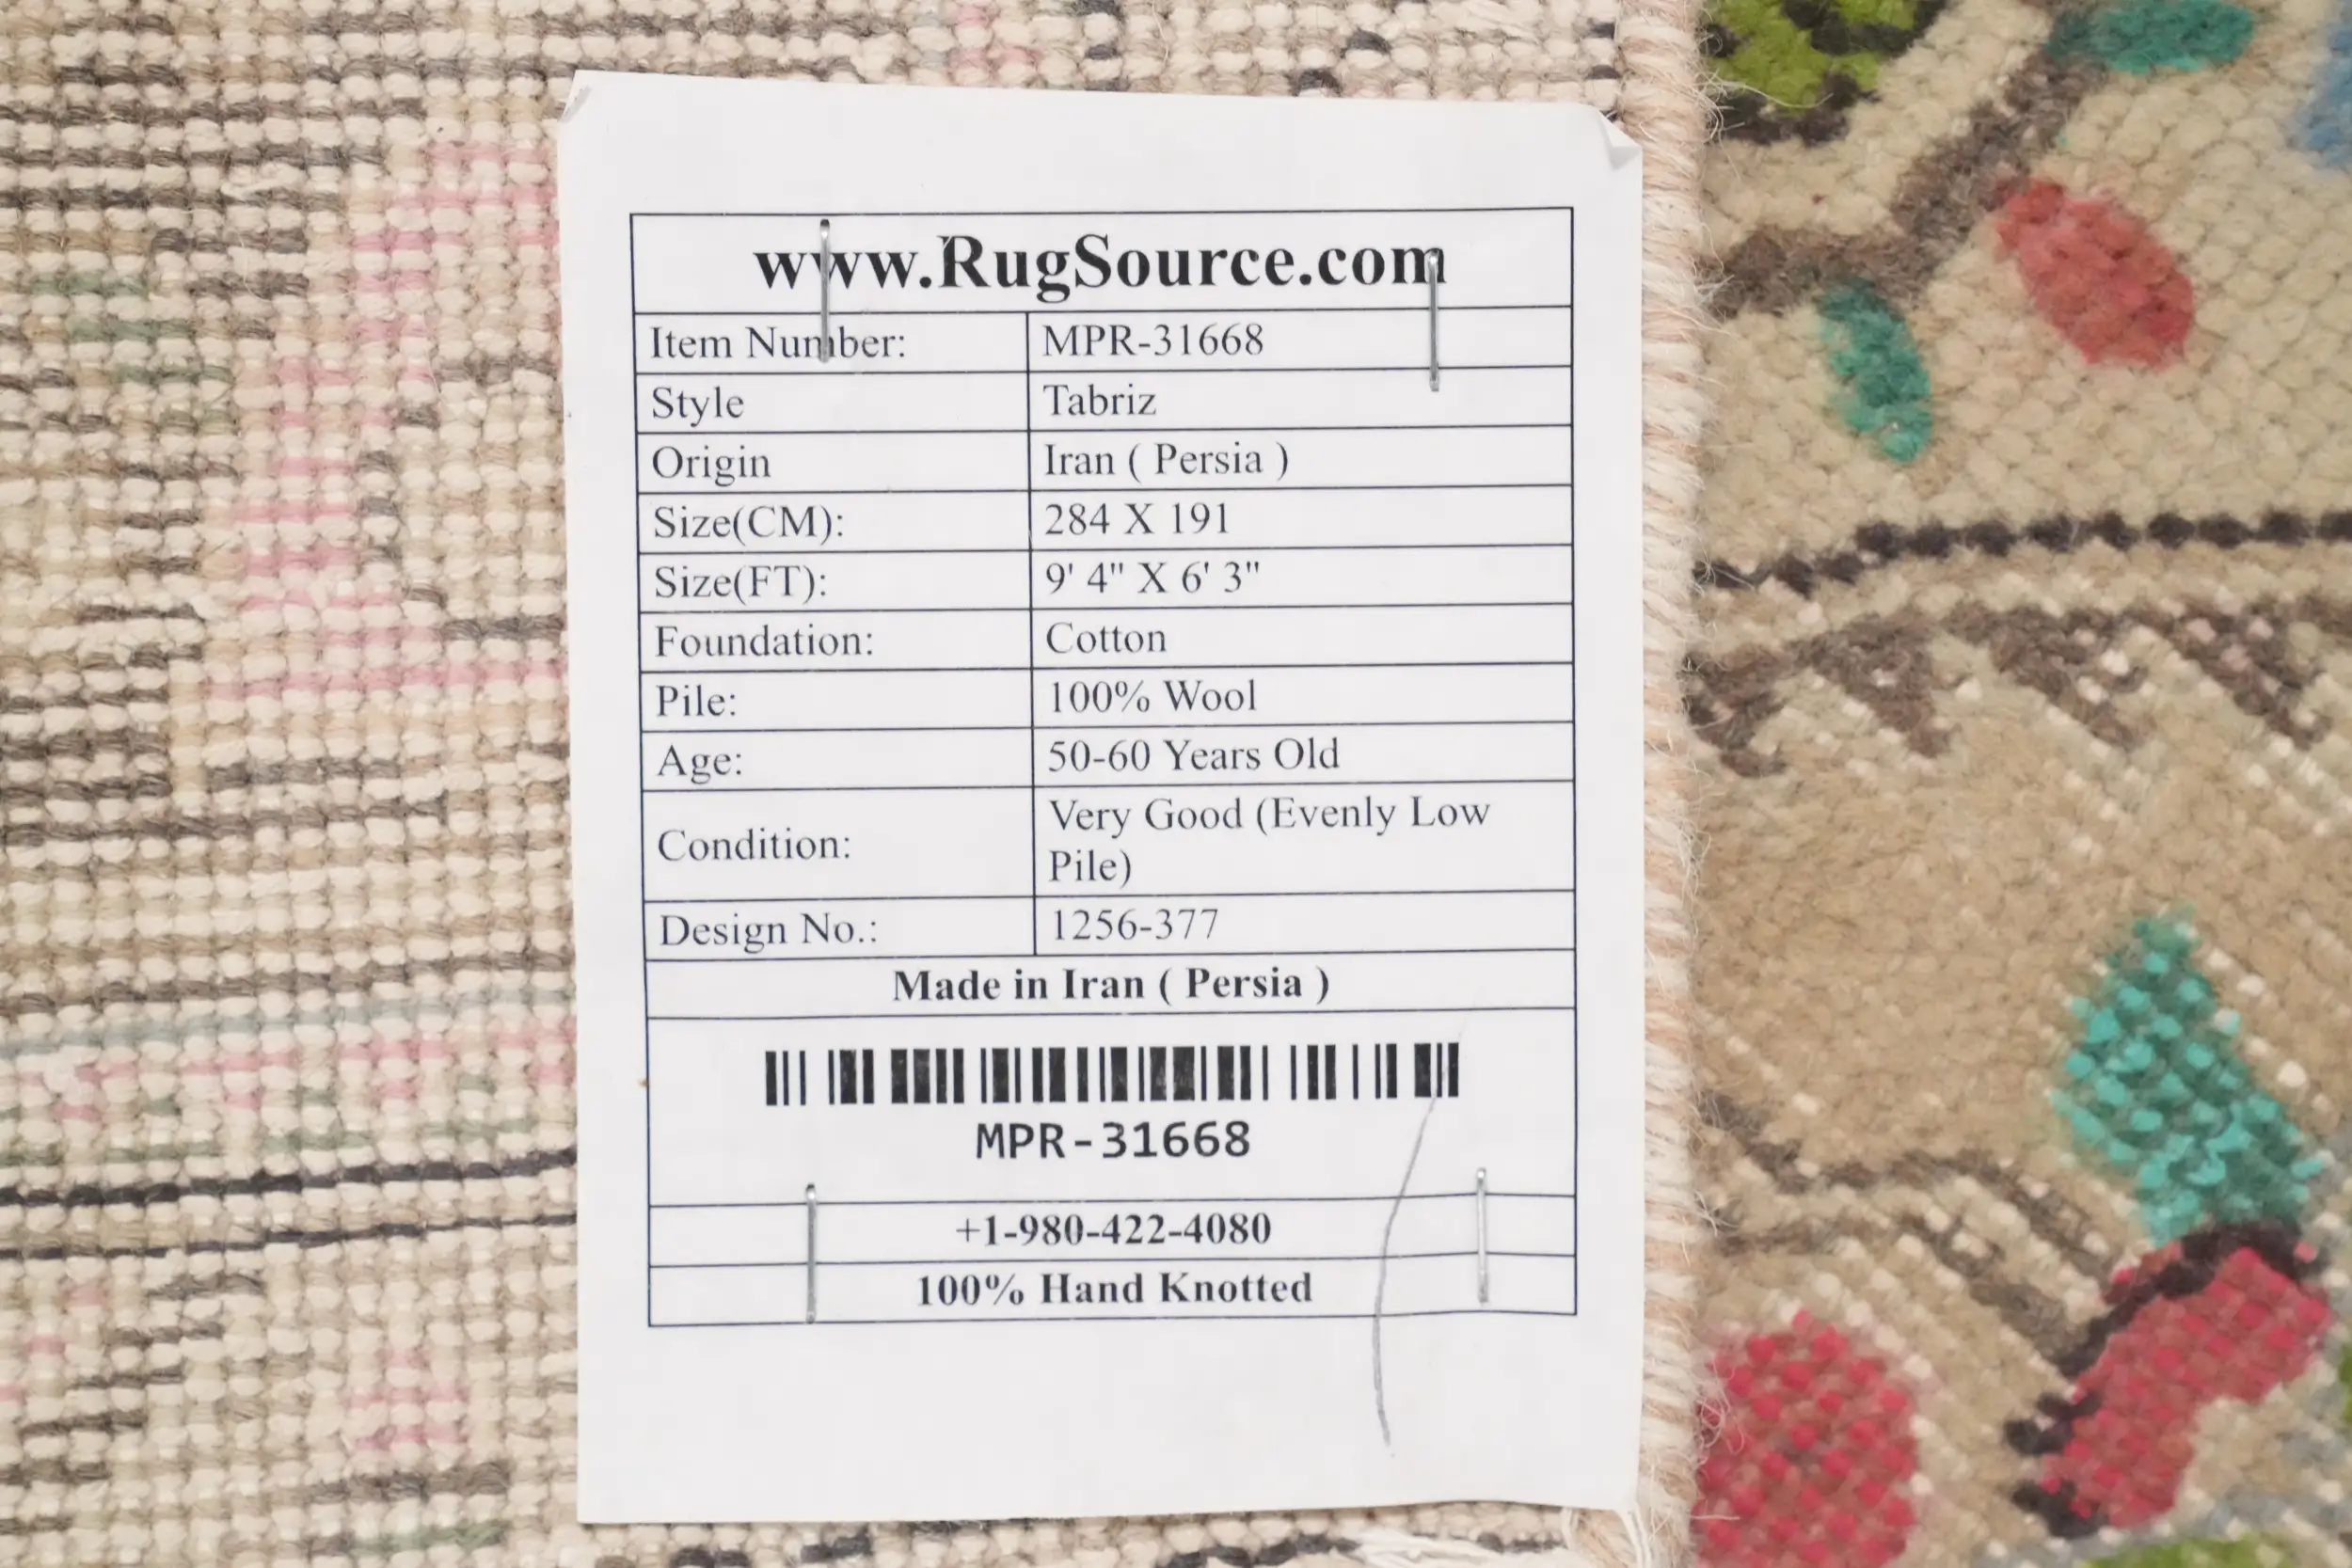 www.RugSource.com
Item Number: MPR-31668
Style Tabriz
Origin Iran ( Persia )
Size(CM): 284 X 191
Size(FT): 9' 4" X 6' 3"
Foundation: Cotton
Pile: 100% Wool
Age: 50-60 Years Old
Condition: Very Good (Evenly Low
Pile)
Design No.: 1256-377
Made in Iran ( Persia )
MPR-31668
+1-980-422-4080
100% Hand Knotted